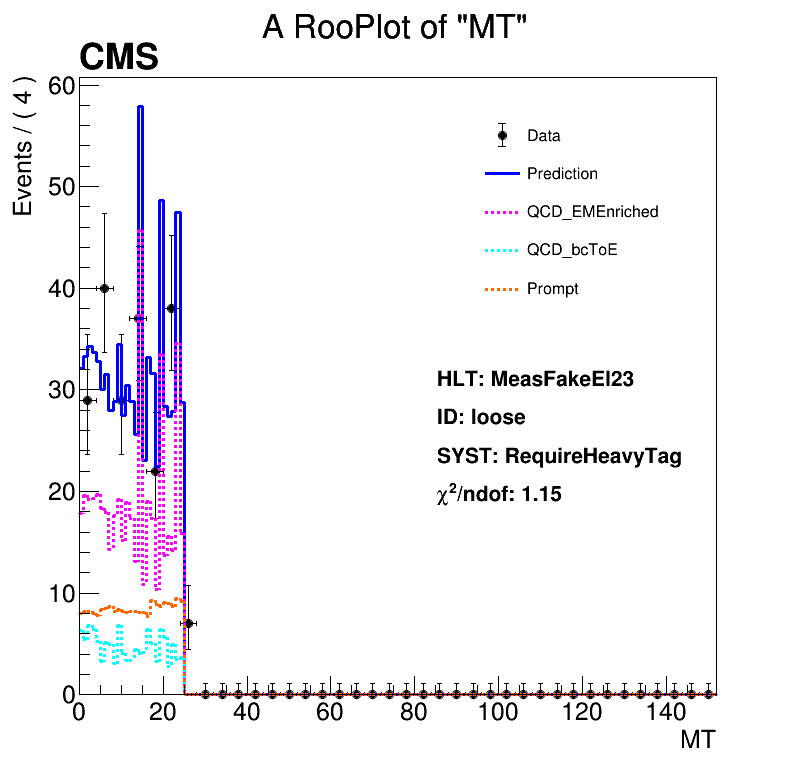 A RooPlot of "MT"
CMS
Events / ( 4 )
60
50
40
30
20
10
0
Data
Prediction
QCD_EMEnriched
QCD_bcToE
Prompt
HLT: MeasFakeEl23
ID: loose
SYST: RequireHeavyTag
χ²/ndof: 1.15
0 20 40 60 80 100 120 140
MT